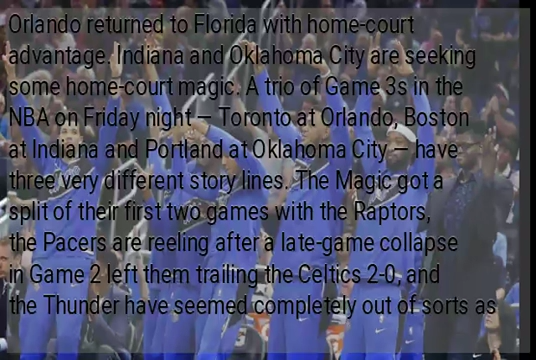 Orlando returned to Florida with home-court
advantage. Indiana and Oklahoma City are seeking
some home-court magic. A trio of Game 3s in the
NBA on Friday night — Toronto at Orlando, Boston
at Indiana and Portland at Oklahoma City — have
three very different story lines. The Magic got a
split of their first two games with the Raptors,
the Pacers are reeling after a late-game collapse
in Game 2 left them trailing the Celtics 2-0, and
the Thunder have seemed completely out of sorts as